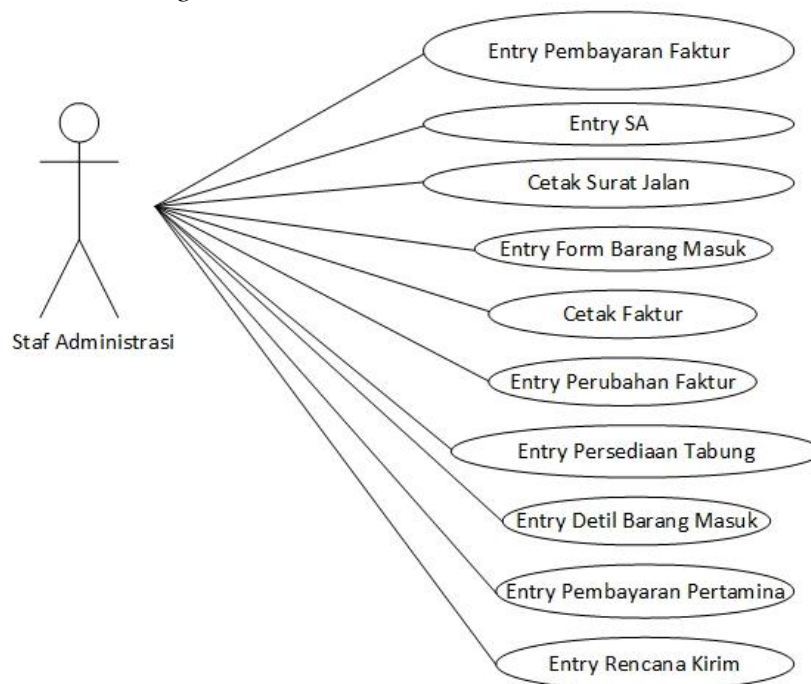 Entry Pembayaran Faktur
Entry SA
Cetak Surat Jalan
Entry Form Barang Masuk
Cetak Faktur
Staf Administrasi
Entry Perubahan Faktur
Entry Persediaan Tabung
Entry Detil Barang Masuk
Entry Pembayaran Pertamina
Entry Rencana Kirim